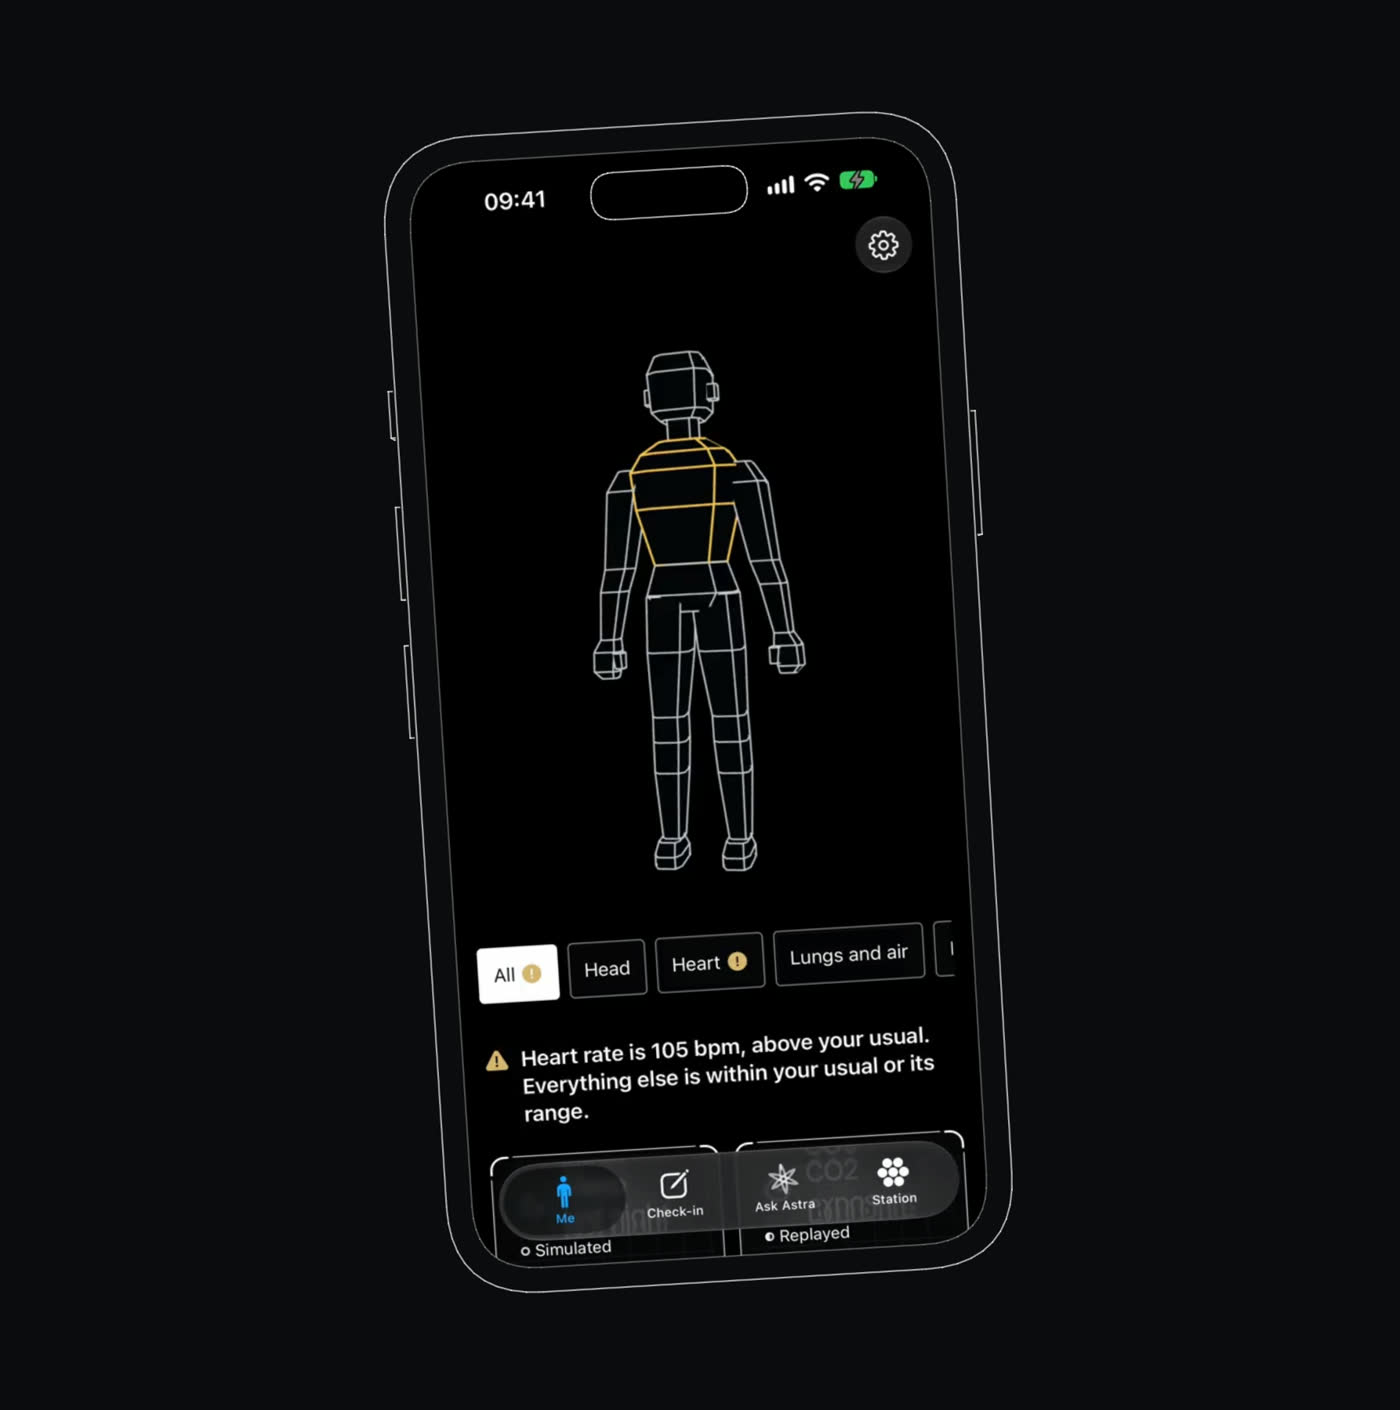 09:41
All
Head
Heart
Lungs and air
Heart rate is 105 bpm, above your usual.
Everything else is within your usual or its
range.
CO2
Me
Check-in
Ask Astra
Station
Simulated
Replayed